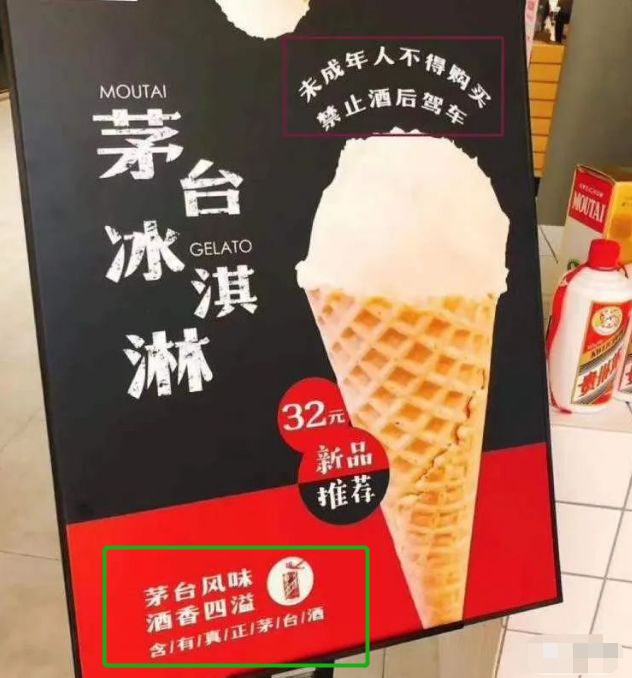 未成年人不得购买
禁止酒后驾车
MOUTAI
茅台
冰淇淋
GELATO
32元
新品
推荐
茅台风味
酒香四溢
含/有/真/正/茅/台/酒
MOUTAI